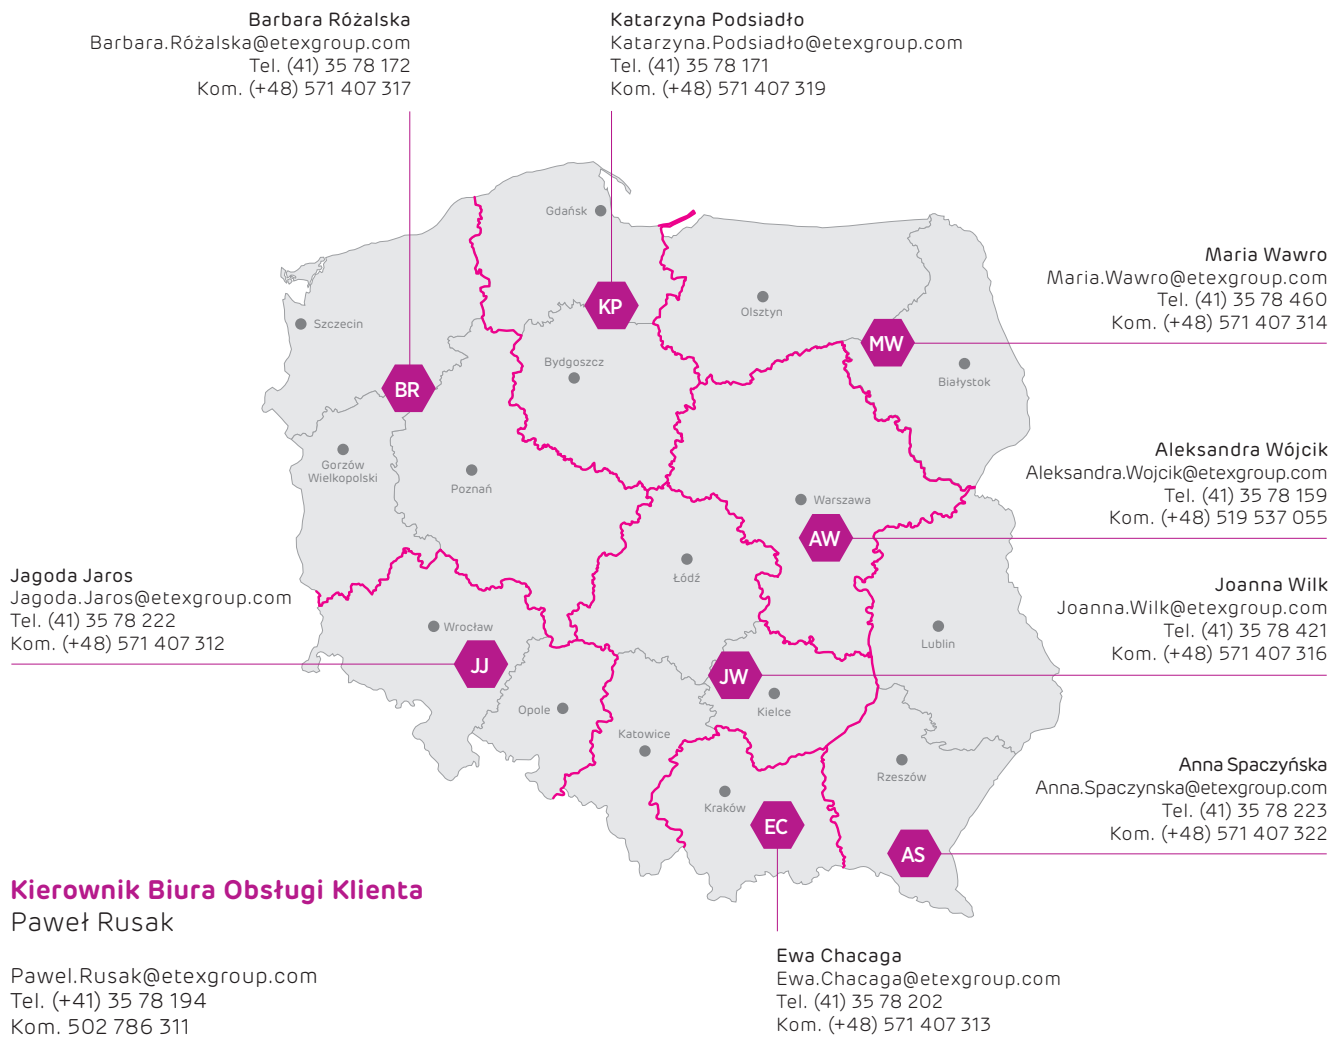 Barbara Różalska
Barbara.Różalska@etexgroup.com
Tel. (41) 35 78 172
Kom. (+48) 571 407 317
Katarzyna Podsiadło
Katarzyna.Podsiadło@etexgroup.com
Tel. (41) 35 78 171
Kom. (+48) 571 407 319
Gdańsk
Maria Wawro
Maria.Wawro@etexgroup.com
Tel. (41) 35 78 460
Kom. (+48) 571 407 314
KP
Olsztyn
Szczecin
MW
Bydgoszcz
Białystok
BR
Gorzów
Wielkopolski
Poznań
Aleksandra Wójcik
Aleksandra.Wojcik@etexgroup.com
Tel. (41) 35 78 159
Kom. (+48) 519 537 055
Warszawa
AW
Łódź
Jagoda Jaros
Jagoda.Jaros@etexgroup.com
Tel. (41) 35 78 222
Kom. (+48) 571 407 312
Joanna Wilk
Joanna.Wilk@etexgroup.com
Tel. (41) 35 78 421
Kom. (+48) 571 407 316
Wrocław
Lublin
JJ
JW
Opole
Kielce
Katowice
Rzeszów
Kraków
Anna Spaczyńska
Anna.Spaczynska@etexgroup.com
Tel. (41) 35 78 223
Kom. (+48) 571 407 322
EC
AS
Kierownik Biura Obsługi Klienta
Paweł Rusak
Pawel.Rusak@etexgroup.com
Tel. (+41) 35 78 194
Kom. 502 786 311
Ewa Chacaga
Ewa.Chacaga@etexgroup.com
Tel. (41) 35 78 202
Kom. (+48) 571 407 313